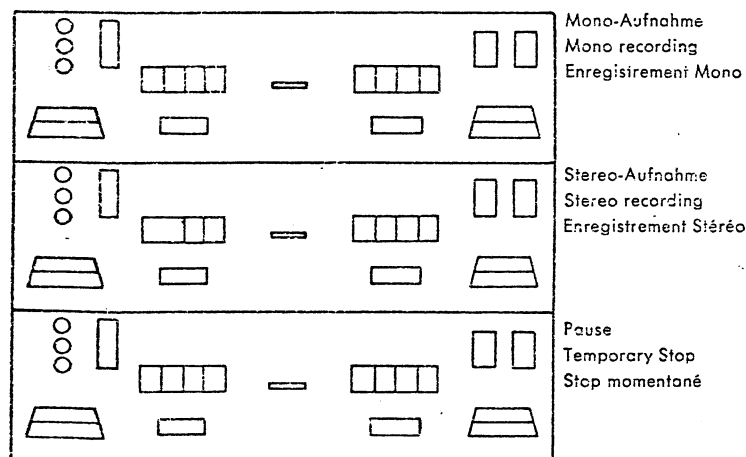 Mono-Aufnahme
Mono recording
Enregistrement Mono
Stereo-Aufnahme
Stereo recording
Enregistrement Stéréo
Pause
Temporary Stop
Stop momentané